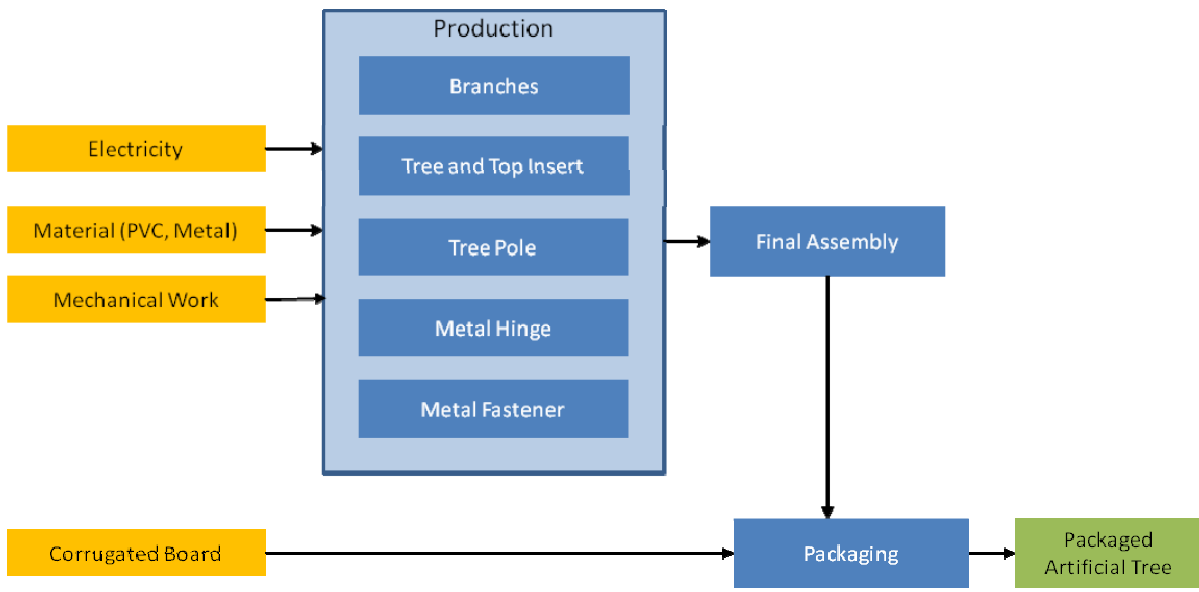 Production
Branches
Electricity
Tree and Top Insert
Material (PVC, Metal)
Tree Pole
Final Assembly
Mechanical Work
Metal Hinge
Metal Fastener
Corrugated Board
Packaging
Packaged
Artificial Tree